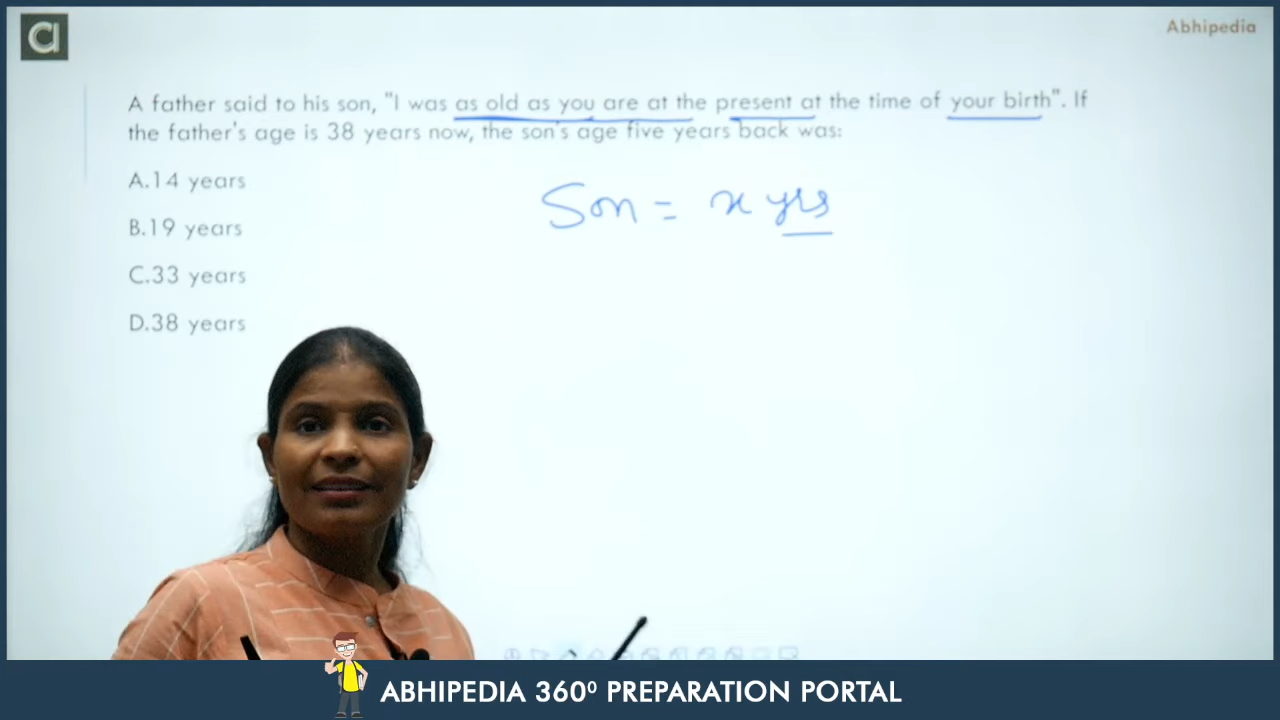 Abhipedia
A father said to his son, "I was as old as you are at the present at the time of your birth". If
the father's age is 38 years now, the son's age five years back was:
A.14 years
B.19 years
C.33 years
D.38 years
Son = x yrs
ABHIPEDIA 360⁰ PREPARATION PORTAL